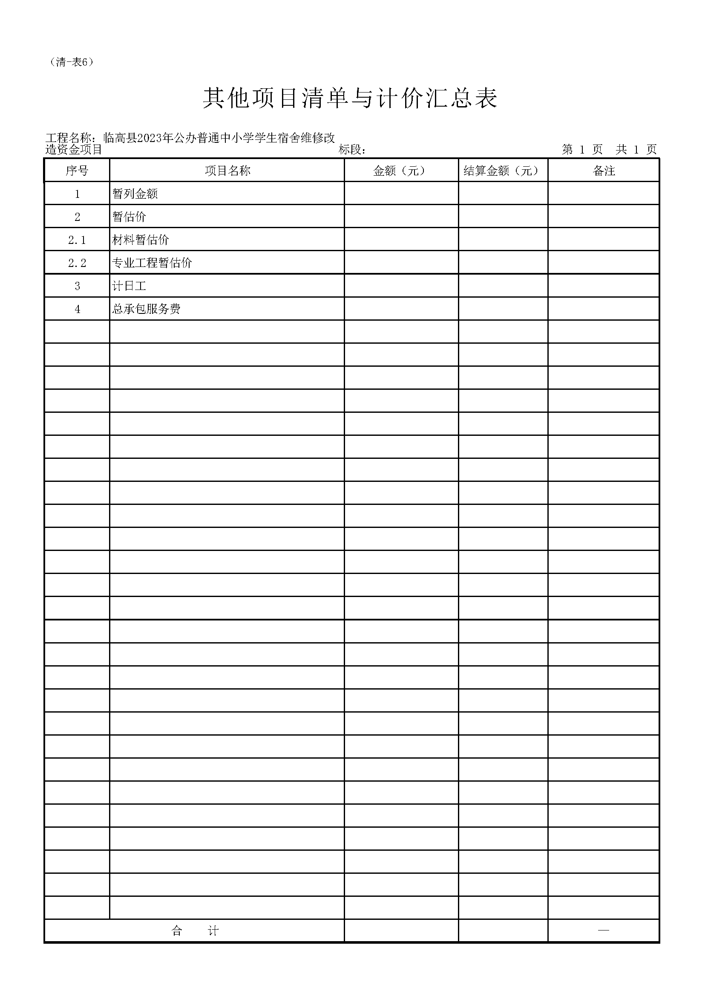 （清-表6）
其他项目清单与计价汇总表
工程名称：临高县2023年公办普通中小学学生宿舍维修改
造资金项目 标段： 第 1 页 共 1 页
序号 项目名称 金额（元） 结算金额（元） 备注
1 暂列金额
2 暂估价
2.1 材料暂估价
2.2 专业工程暂估价
3 计日工
4 总承包服务费
合 计 —